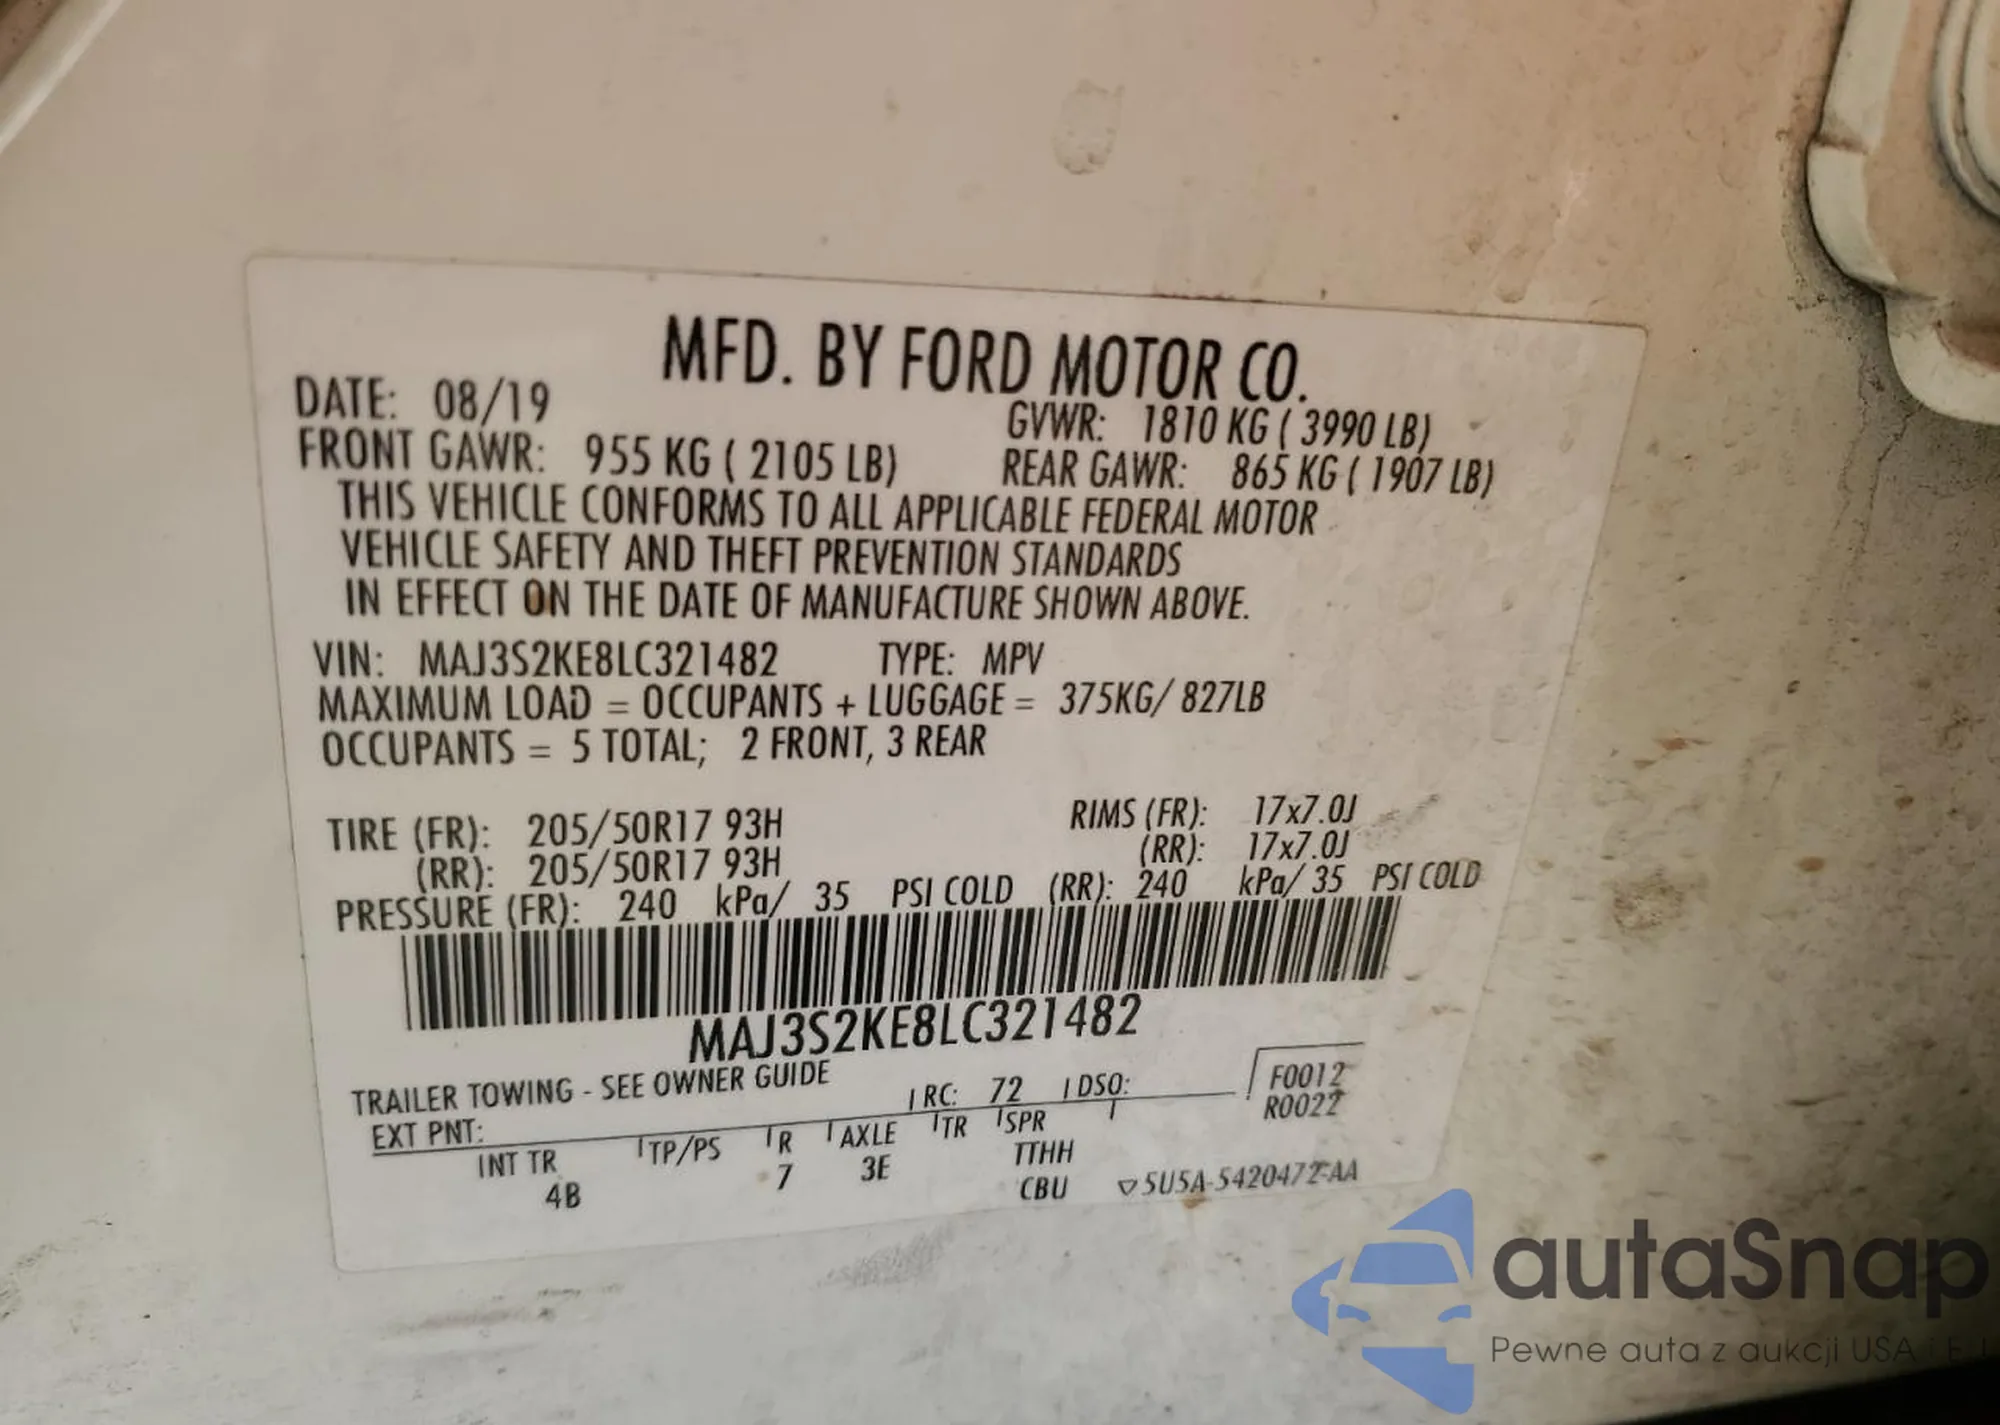 MFD. BY FORD MOTOR CO.
DATE: 08/19 GVWR: 1810 KG ( 3990 LB)
FRONT GAWR: 955 KG ( 2105 LB) REAR GAWR: 865 KG ( 1907 LB)
THIS VEHICLE CONFORMS TO ALL APPLICABLE FEDERAL MOTOR
VEHICLE SAFETY AND THEFT PREVENTION STANDARDS
IN EFFECT ON THE DATE OF MANUFACTURE SHOWN ABOVE.
VIN: MAJ3S2KE8LC321482 TYPE: MPV
MAXIMUM LOAD = OCCUPANTS + LUGGAGE = 375KG/ 827LB
OCCUPANTS = 5 TOTAL; 2 FRONT, 3 REAR
TIRE (FR): 205/50R17 93H RIMS (FR): 17x7.0J
(RR): 205/50R17 93H (RR): 17x7.0J
PRESSURE (FR): 240 kPa/ 35 PSI COLD (RR): 240 kPa/ 35 PSI COLD
MAJ3S2KE8LC321482
TRAILER TOWING - SEE OWNER GUIDE
EXT PNT: RC: 72 DSO: F0012
R0022
INT TR TP/PS R AXLE TR SPR
4B 7 3E TTHH
CBU 5U5A-5420472-AA
autaSnap
Pewne auta z aukcji USA i